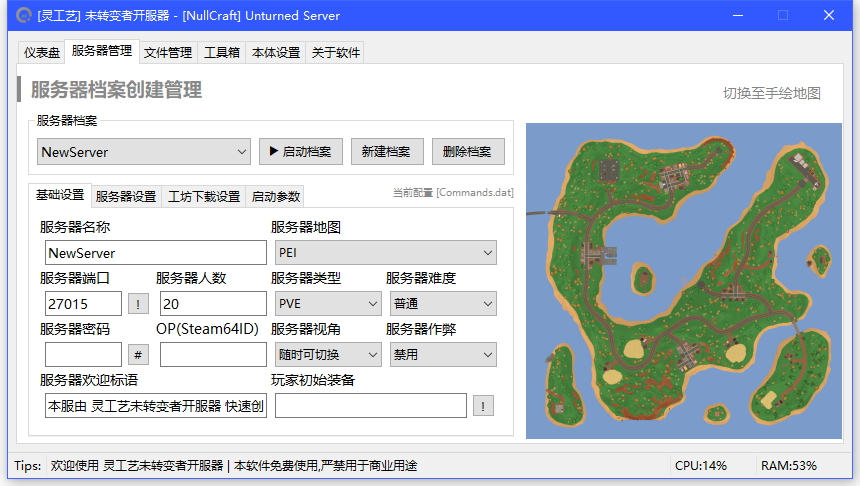 [灵工艺] 未转变者开服器 - [NullCraft] Unturned Server
仪表盘 服务器管理 文件管理 工具箱 本体设置 关于软件
服务器档案创建管理
切换至手绘地图
服务器档案
NewServer ▶ 启动档案 新建档案 删除档案
基础设置 服务器设置 工坊下载设置 启动参数 当前配置 [Commands.dat]
服务器名称 服务器地图
NewServer PEI
服务器端口 服务器人数 服务器类型 服务器难度
27015 ! 20 PVE 普通
服务器密码 OP(Steam64ID) 服务器视角 服务器作弊
# 随时可切换 禁用
服务器欢迎标语 玩家初始装备
本服由 灵工艺未转变者开服器 快速创 !
Tips: 欢迎使用 灵工艺未转变者开服器 | 本软件免费使用,严禁用于商业用途 CPU:14% RAM:53%